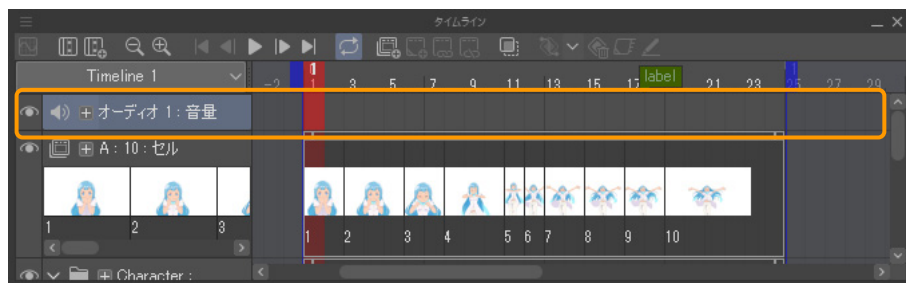 タイムライン
Timeline 1
-2 1 3 5 7 9 11 13 15 17 label 21 23 25 27 29
1
オーディオ 1 : 音量
A : 10 : セル
1 2 3
1 2 3 4 5 6 7 8 9 10
Character :